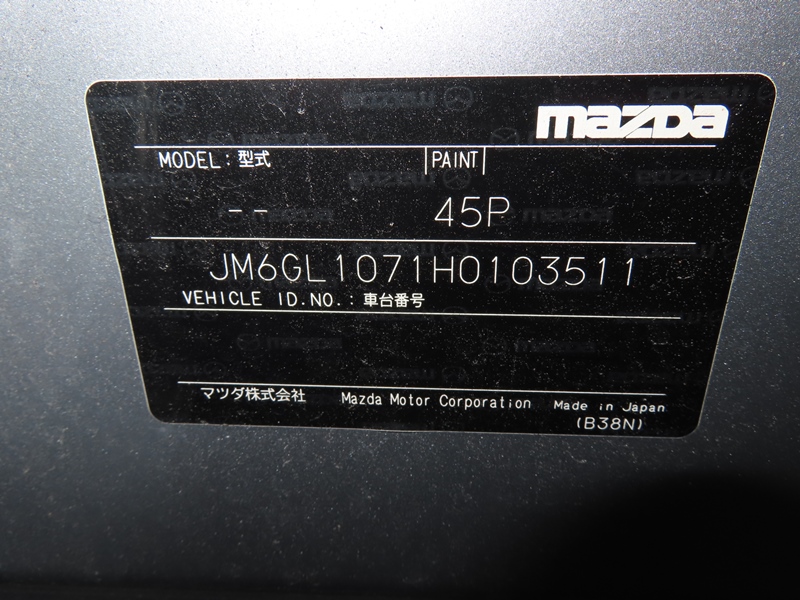 mazda
MODEL: 型式 PAINT
-- 45P
JM6GL1071H0103511
VEHICLE ID.NO.: 車台番号
マツダ株式会社 Mazda Motor Corporation Made in Japan
(B38N)